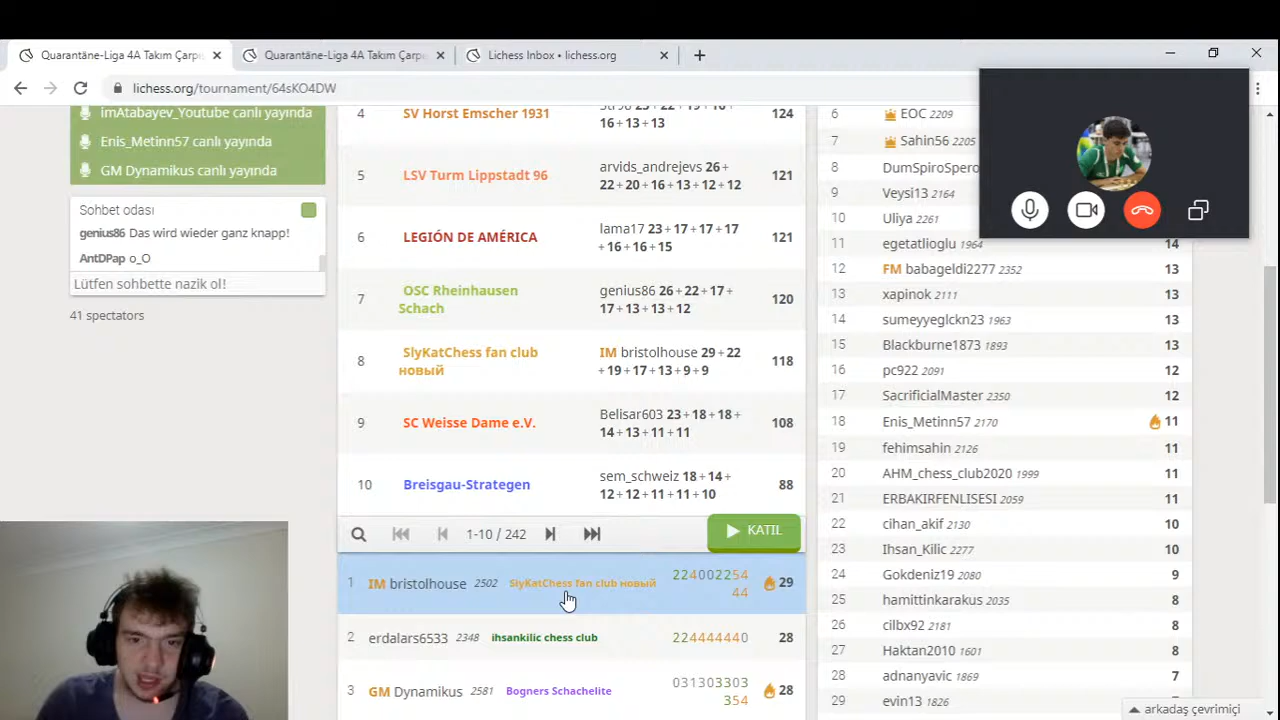 Quarantäne-Liga 4A Takım Çarpı
Quarantäne-Liga 4A Takım Çarp
Lichess Inbox • lichess.org
lichess.org/tournament/64sKO4DW
imAtabayev_Youtube canlı yayında
Enis_Metinn57 canlı yayında
GM Dynamikus canlı yayında
Sohbet odası
genius86 Das wird wieder ganz knapp!
AntDPap o_O
Lütfen sohbette nazik ol!
41 spectators
4 SV Horst Emscher 1931 16+13+13 124
5 LSV Turm Lippstadt 96 arvids_andrejevs 26+
22+20+16+13+12+12 121
6 LEGIÓN DE AMÉRICA lama17 23+17+17+17
+16+16+15 121
7 OSC Rheinhausen
Schach genius86 26+22+17+
17+13+13+12 120
8 SlyKatChess fan club
новый IM bristolhouse 29+22
+19+17+13+9+9 118
9 SC Weisse Dame e.V. Belisar603 23+18+18+
14+13+11+11 108
10 Breisgau-Strategen sem_schweiz 18+14+
12+12+11+11+10 88
1-10 / 242 KATIL
1 IM bristolhouse 2502 SlyKatChess fan club новый 2240022554
44 29
2 erdalars6533 2348 ihsankilic chess club 224444440 28
3 GM Dynamikus 2581 Bogners Schachelite 031303303
354 28
6 EOC 2209
7 Sahin56 2205
8 DumSpiroSpero
9 Veysi13 2164
10 Uliya 2261
11 egetatlioglu 1964 14
12 FM babageldi2277 2352 13
13 xapinok 2111 13
14 sumeyyeglckn23 1963 13
15 Blackburne1873 1893 13
16 pc922 2091 12
17 SacrificialMaster 2350 12
18 Enis_Metinn57 2170 11
19 fehimsahin 2126 11
20 AHM_chess_club2020 1999 11
21 ERBAKIRFENLISESI 2059 11
22 cihan_akif 2130 10
23 Ihsan_Kilic 2277 10
24 Gokdeniz19 2080 9
25 hamittinkarakus 2035 8
26 cilbx92 2181 8
27 Haktan2010 1601 8
28 adnanyavic 1869 7
29 evin13 1826
arkadaş çevrimiçi